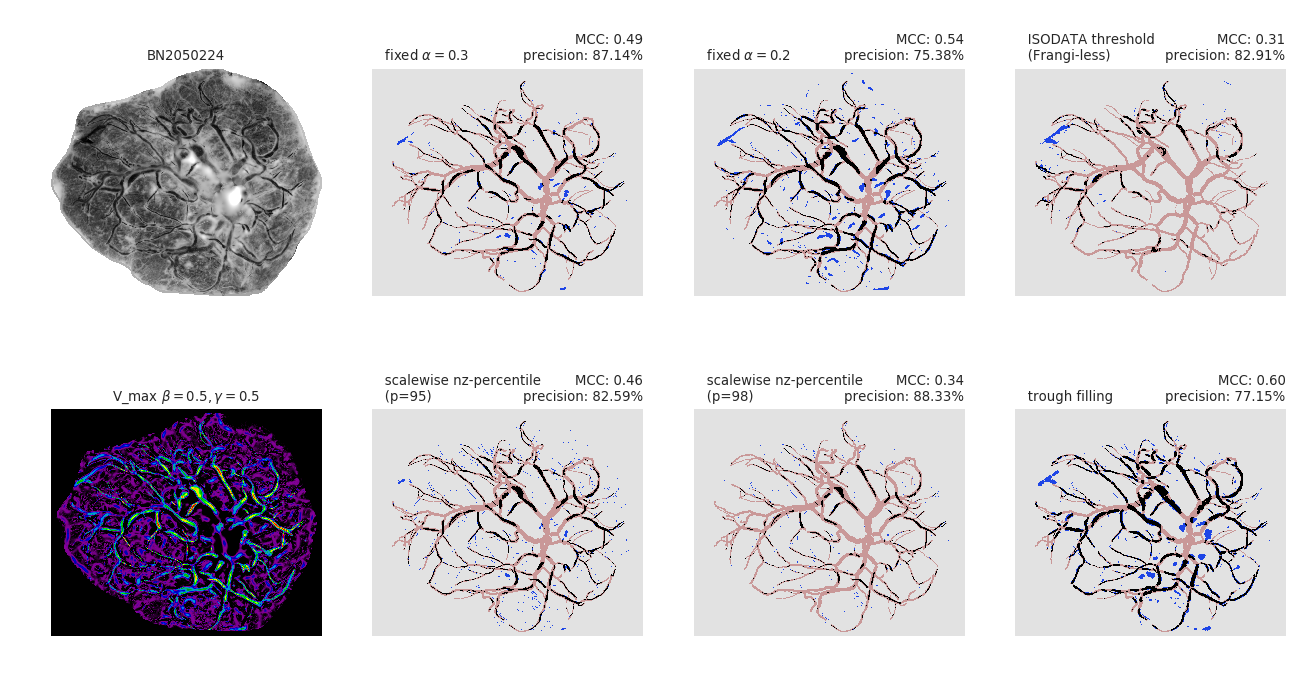 BN2050224
MCC: 0.49
fixed α = 0.3 precision: 87.14%
MCC: 0.54
fixed α = 0.2 precision: 75.38%
ISODATA threshold MCC: 0.31
(Frangi-less) precision: 82.91%
V_max β = 0.5, γ = 0.5
scalewise nz-percentile MCC: 0.46
(p=95) precision: 82.59%
scalewise nz-percentile MCC: 0.34
(p=98) precision: 88.33%
MCC: 0.60
trough filling precision: 77.15%